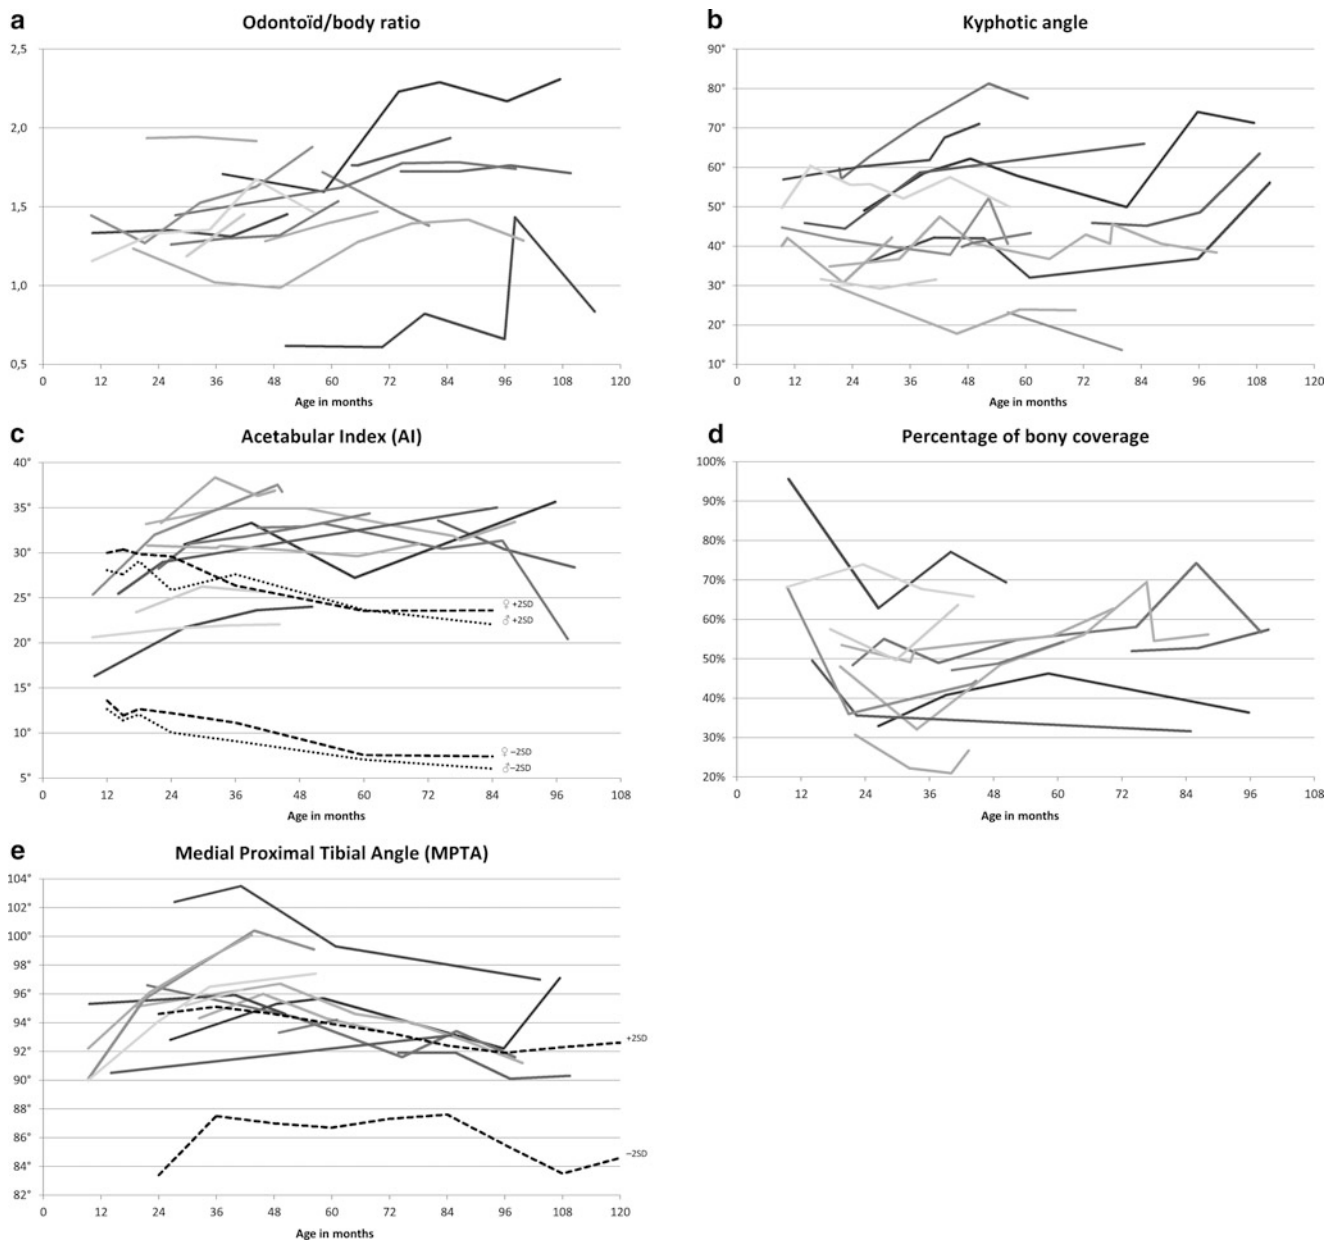 a
Odontoïd/body ratio
2,5
2,0
1,5
1,0
0,5
0 12 24 36 48 60 72 84 96 108 120
Age in months
b
Kyphotic angle
90°
80°
70°
60°
50°
40°
30°
20°
10°
0 12 24 36 48 60 72 84 96 108 120
Age in months
c
Acetabular Index (AI)
40°
35°
30°
25°
20°
15°
10°
5°
♀ +2SD
♂ +2SD
♀ −2SD
♂ −2SD
0 12 24 36 48 60 72 84 96 108
Age in months
d
Percentage of bony coverage
100%
90%
80%
70%
60%
50%
40%
30%
20%
0 12 24 36 48 60 72 84 96 108
Age in months
e
Medial Proximal Tibial Angle (MPTA)
104°
102°
100°
98°
96°
94°
92°
90°
88°
86°
84°
82°
+2SD
−2SD
0 12 24 36 48 60 72 84 96 108 120
Age in months